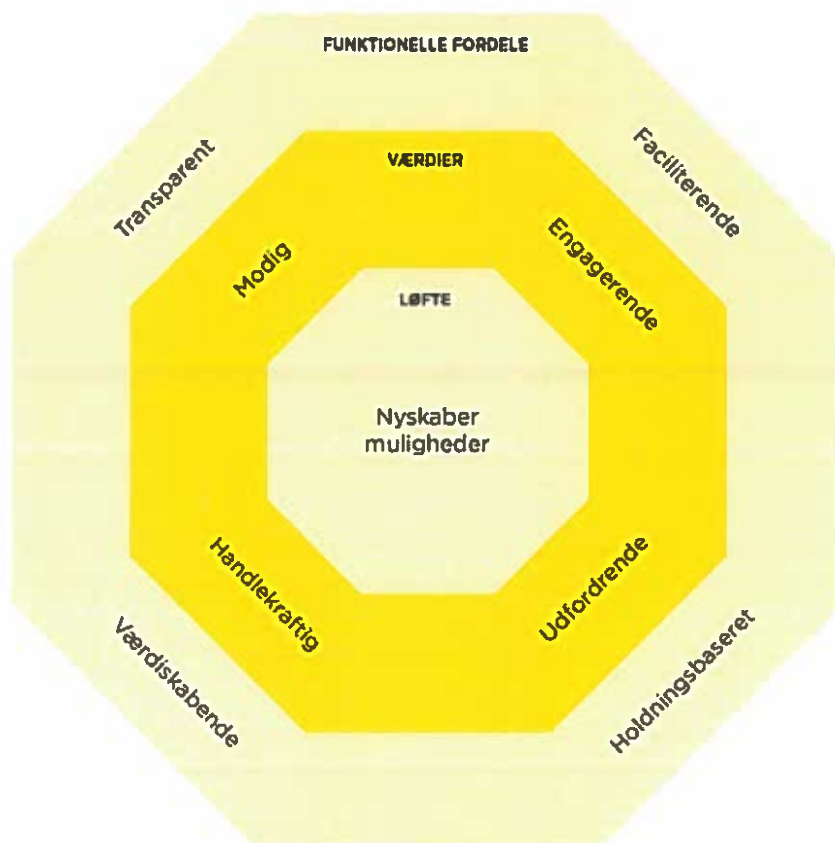 FUNKTIONELLE FORDELE
Transparent
Faciliterende
VÆRDIER
Modig
Engagerende
LØFTE
Nyskaber
muligheder
Handlekraftig
Udfordrende
Værdiskabende
Holdningsbaseret